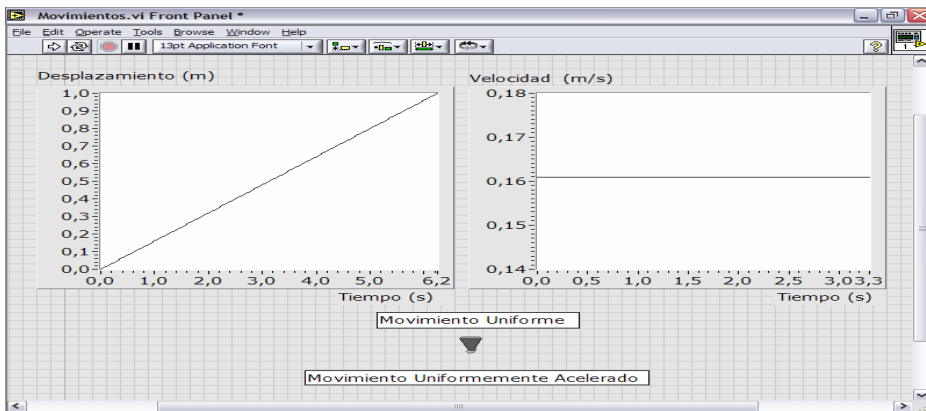 Movimientos.vi Front Panel *
File Edit Operate Tools Browse Window Help
13pt Application Font
1
Desplazamiento (m)
1,0
0,9
0,8
0,7
0,6
0,5
0,4
0,3
0,2
0,1
0,0
0,0 1,0 2,0 3,0 4,0 5,0 6,2
Tiempo (s)
Velocidad (m/s)
0,18
0,17
0,16
0,15
0,14
0,0 0,5 1,0 1,5 2,0 2,5 3,0 3,3
Tiempo (s)
Movimiento Uniforme
Movimiento Uniformemente Acelerado